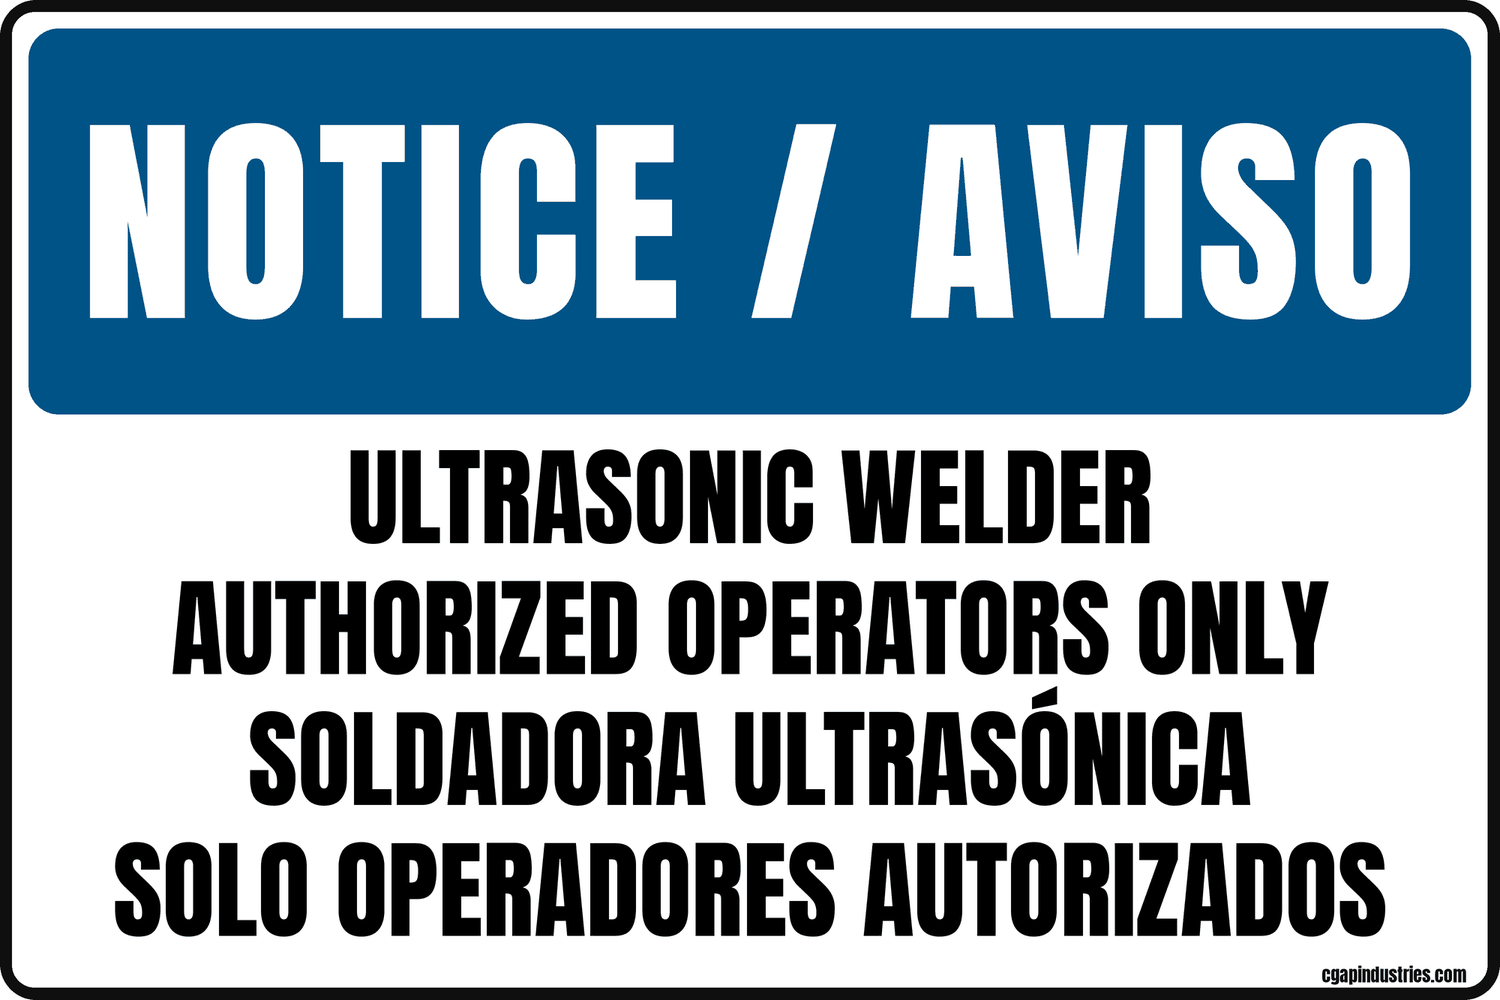 NOTICE / AVISO
ULTRASONIC WELDER
AUTHORIZED OPERATORS ONLY
SOLDADORA ULTRASÓNICA
SOLO OPERADORES AUTORIZADOS
cgapindustries.com